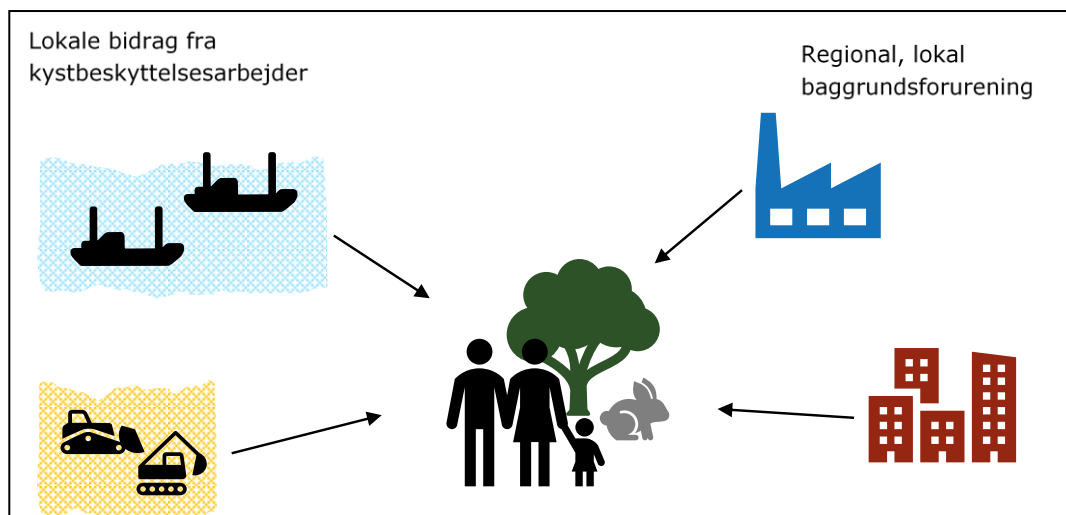 Lokale bidrag fra
kystbeskyttelsesarbejder
Regional, lokal
baggrundsforurening